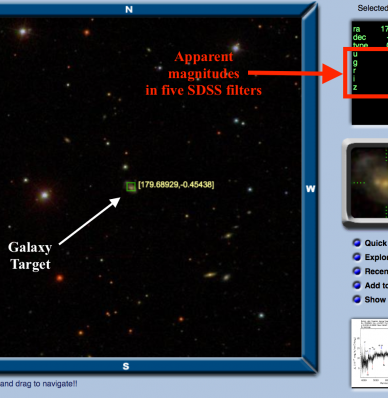 N
Selected
Apparent
magnitudes
in five SDSS filters
ra 17
dec
type
u
g
r
i
z
[179.68929,-0.45438]
W
Galaxy
Target
Quick
Explor
Recen
Add to
Show
S
and drag to navigate!!